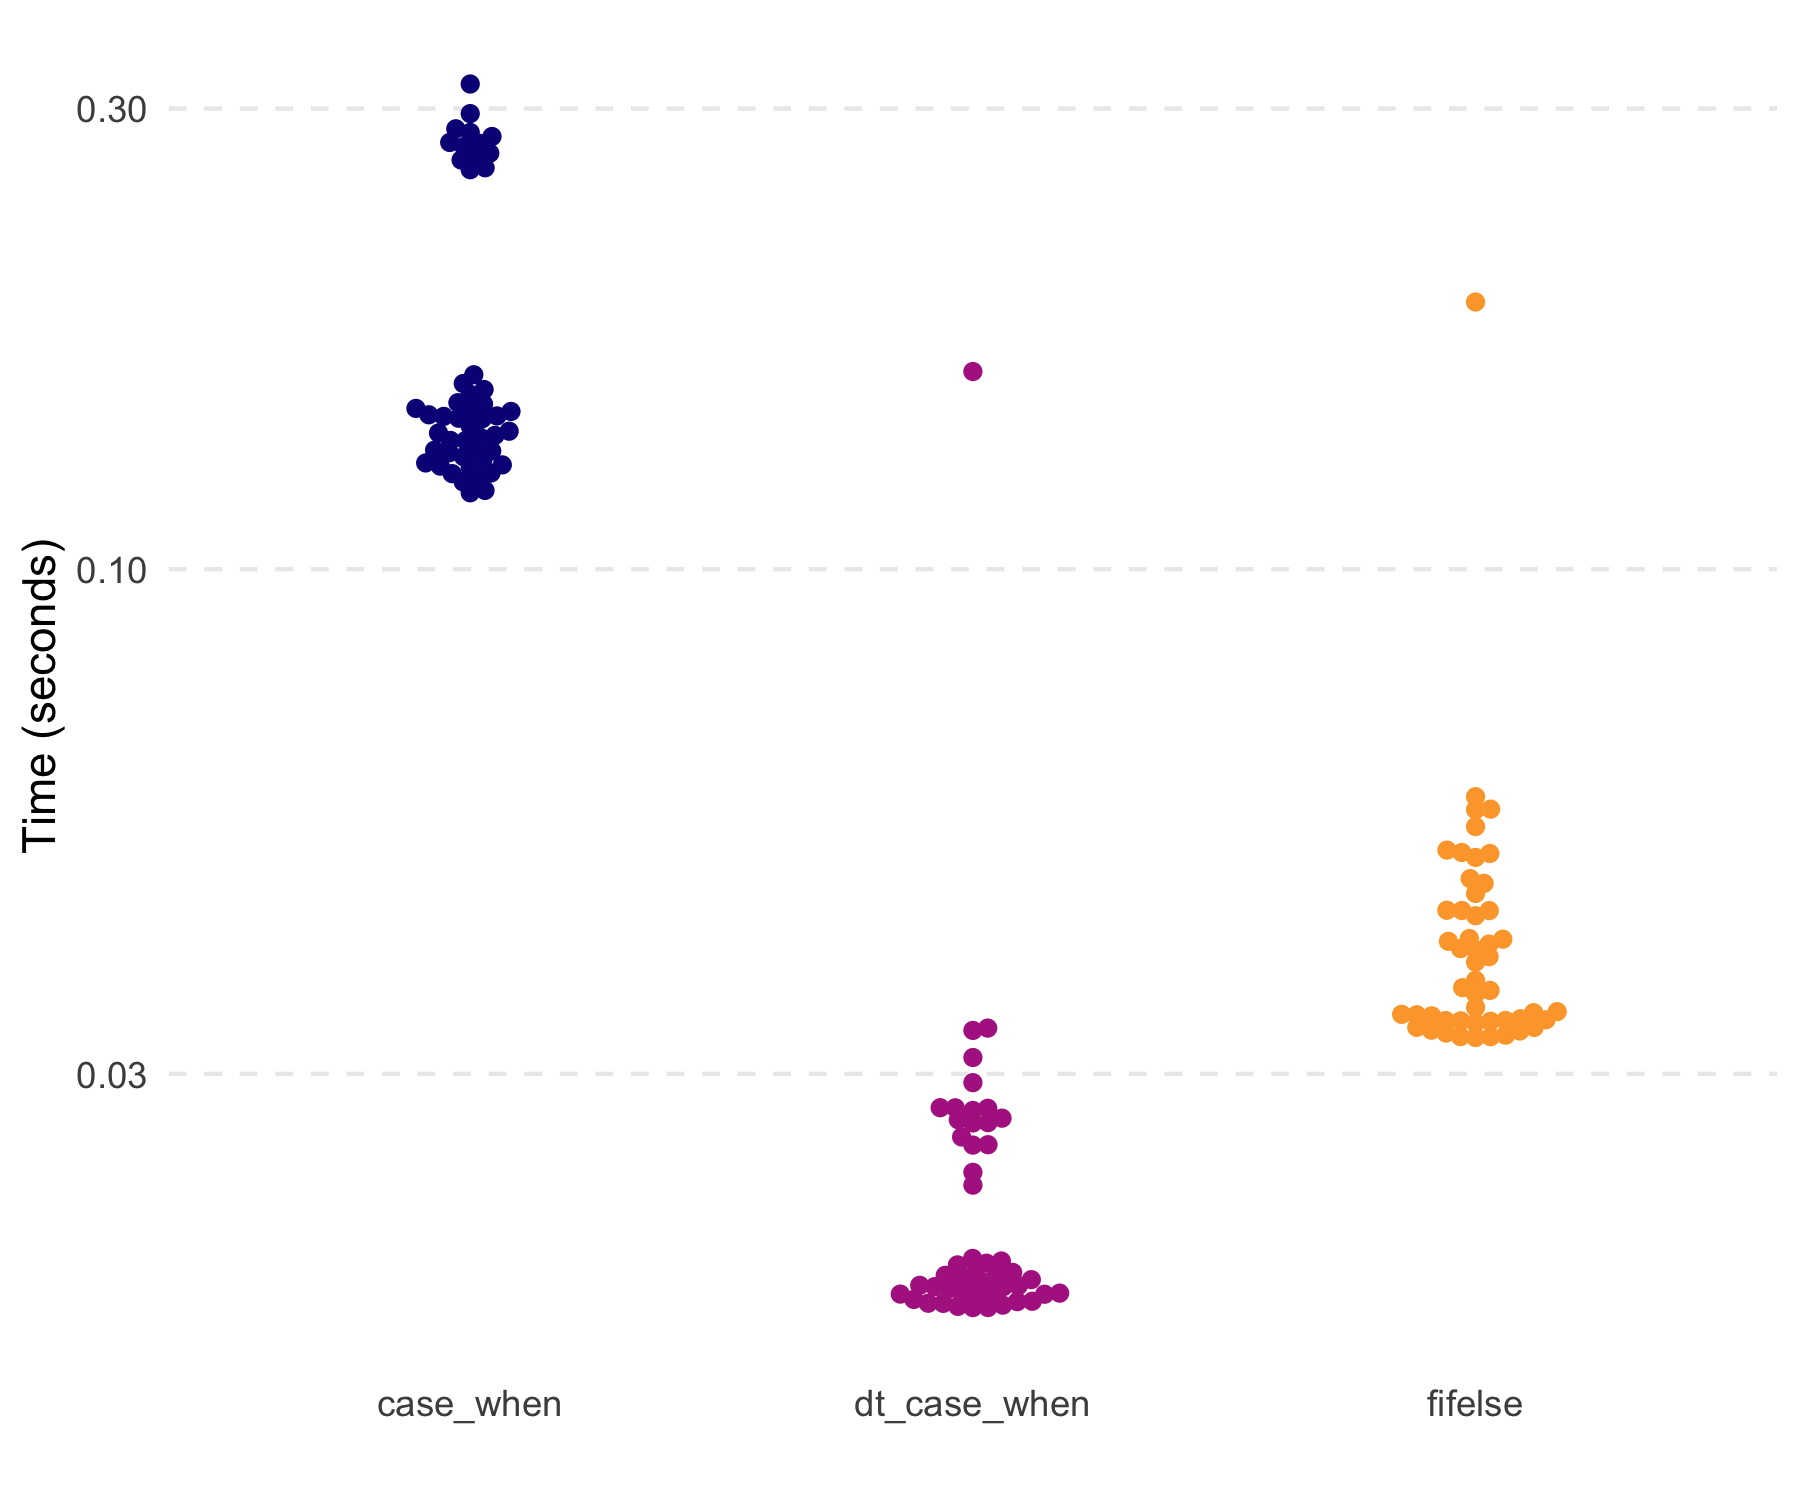 Time (seconds)
0.30
0.10
0.03
case_when
dt_case_when
fifelse